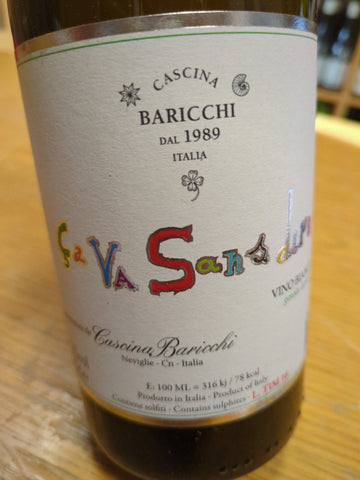 CASCINA
BARICCHI
DAL 1989
ITALIA
Ça VA Sans dire
VINO
Cascina Baricchi
Neviglie - Cn - Italia
E: 100 ML = 316 kj / 78 kcal
Prodotto in Italia - Product of Italy
Contiene solfiti - Contains sulphites - L.